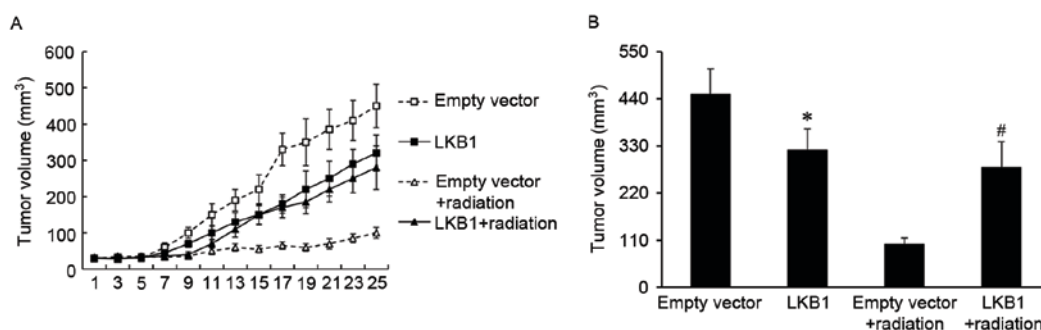 A
Tumor volume (mm³)
600
500
400
300
200
100
0
1 3 5 7 9 11 13 15 17 19 21 23 25
Empty vector
LKB1
Empty vector
+radiation
LKB1+radiation
B
Tumor volume (mm³)
550
440
330
220
110
0
*
#
Empty vector
LKB1
Empty vector
+radiation
LKB1
+radiation